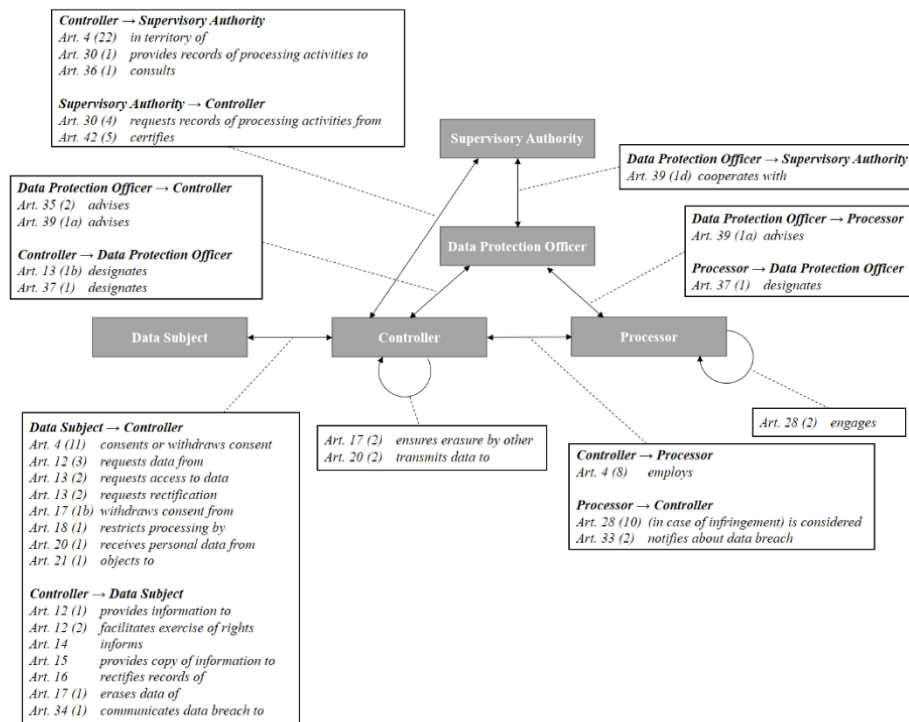 Controller → Supervisory Authority
Art. 4 (22) in territory of
Art. 30 (1) provides records of processing activities to
Art. 36 (1) consults
Supervisory Authority → Controller
Art. 30 (4) requests records of processing activities from
Art. 42 (5) certifies
Supervisory Authority
Data Protection Officer → Supervisory Authority
Art. 39 (1d) cooperates with
Data Protection Officer → Controller
Art. 35 (2) advises
Art. 39 (1a) advises
Controller → Data Protection Officer
Art. 13 (1b) designates
Art. 37 (1) designates
Data Protection Officer
Data Protection Officer → Processor
Art. 39 (1a) advises
Processor → Data Protection Officer
Art. 37 (1) designates
Data Subject
Controller
Processor
Data Subject → Controller
Art. 4 (11) consents or withdraws consent
Art. 12 (3) requests data from
Art. 13 (2) requests access to data
Art. 13 (2) requests rectification
Art. 17 (1b) withdraws consent from
Art. 18 (1) restricts processing by
Art. 20 (1) receives personal data from
Art. 21 (1) objects to
Controller → Data Subject
Art. 12 (1) provides information to
Art. 12 (2) facilitates exercise of rights
Art. 14 informs
Art. 15 provides copy of information to
Art. 16 rectifies records of
Art. 17 (1) erases data of
Art. 34 (1) communicates data breach to
Art. 17 (2) ensures erasure by other
Art. 20 (2) transmits data to
Art. 28 (2) engages
Controller → Processor
Art. 4 (8) employs
Processor → Controller
Art. 28 (10) (in case of infringement) is considered
Art. 33 (2) notifies about data breach